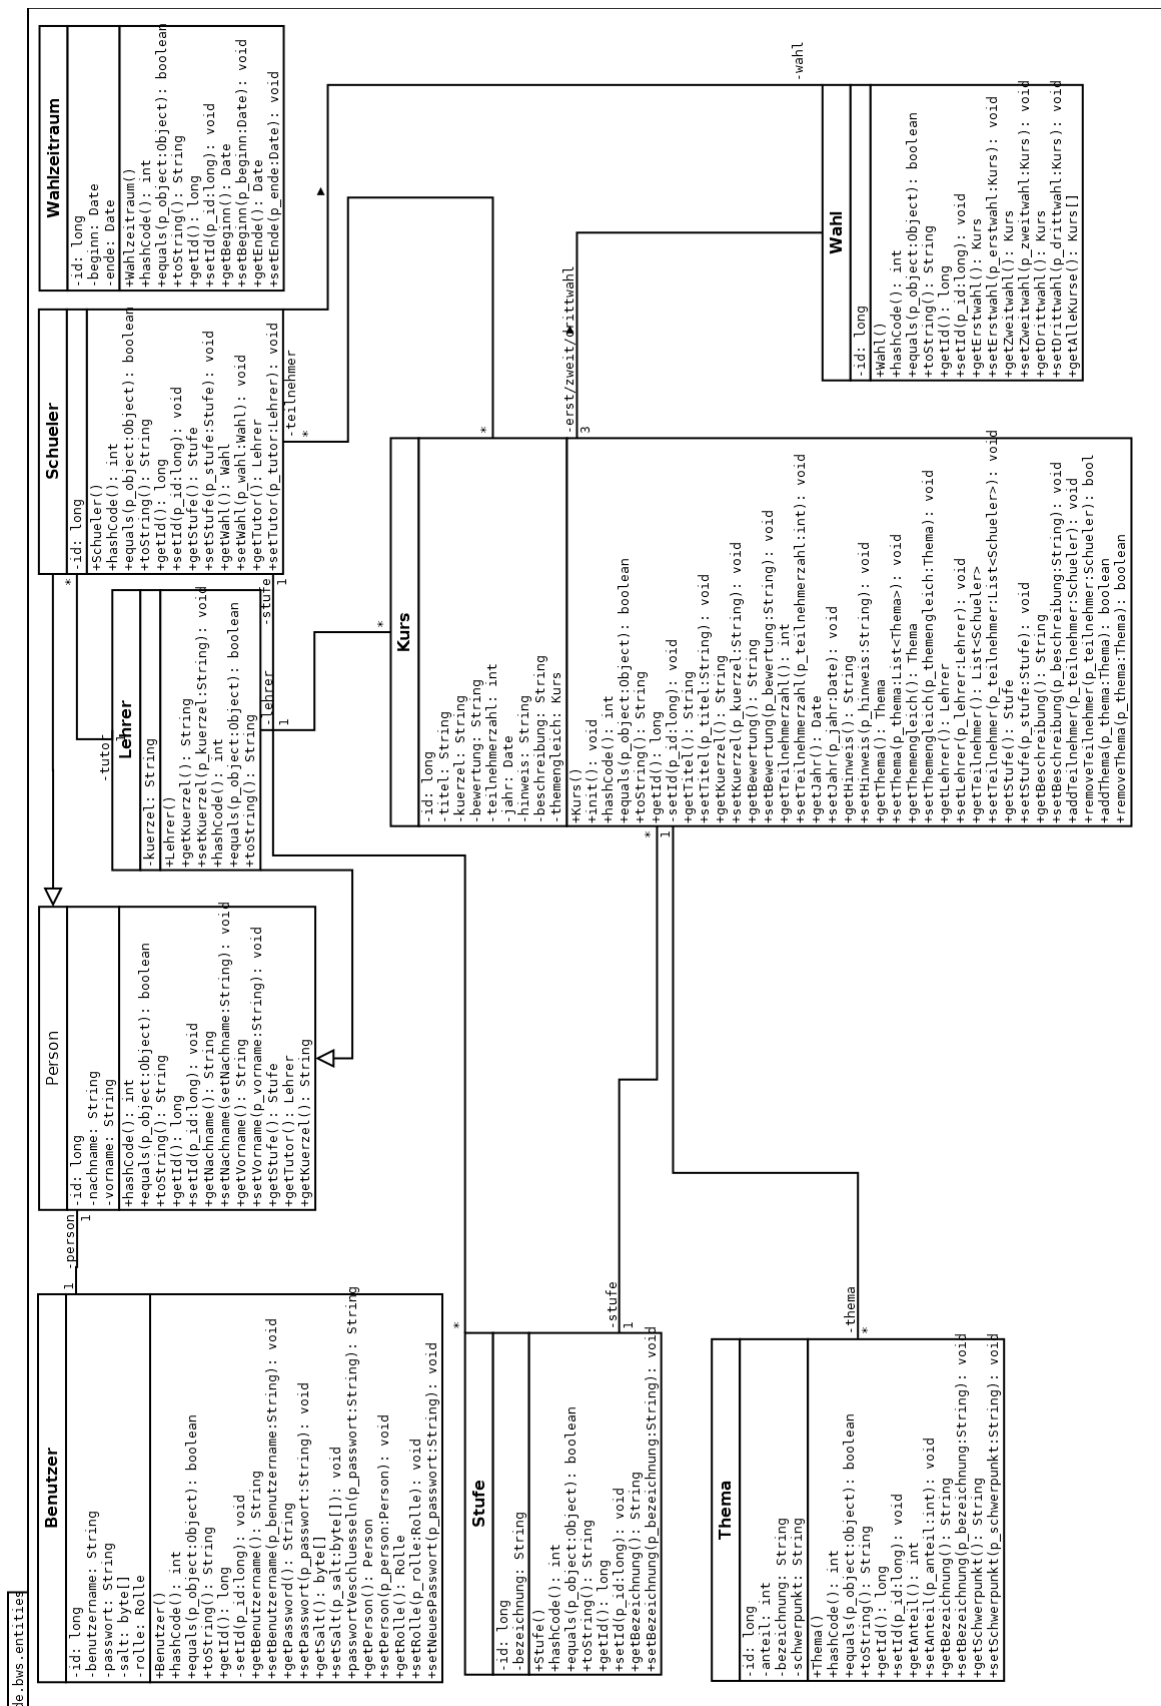 de.bws.entities
Benutzer
-id: long
-benutzername: String
-passwort: String
-salt: byte[]
-rolle: Rolle
+Benutzer()
+hashCode(): int
+equals(p_object:Object): boolean
+toString(): String
+getId(): long
-setId(p_id:long): void
+getBenutzername(): String
+setBenutzername(p_benutzername:String): void
+getPassword(): String
+setPasswort(p_passwort:String): void
+getSalt(): byte[]
+setSalt(p_salt:byte[]): void
+passwortVerschluesseln(p_passwort:String): String
+getPerson(): Person
+setPerson(p_person:Person): void
+getRolle(): Rolle
+setRolle(p_rolle:Rolle): void
+setNeuesPasswort(p_passwort:String): void
1
-person
1
Person
-id: long
-nachname: String
-vorname: String
+hashCode(): int
+equals(p_object:Object): boolean
+toString(): String
+getId(): long
+setId(p_id:long): void
+getNachname(): String
+setNachname(setNachname:String): void
+getVorname(): String
+setVorname(p_vorname:String): void
+getStufe(): Stufe
+getTutor(): Lehrer
+getKuerzel(): String
-tutor
*
Lehrer
-kuerzel: String
+Lehrer()
+getKuerzel(): String
+setKuerzel(p_kuerzel:String): void
+hashCode(): int
+equals(p_object:Object): boolean
+toString(): String
-lehrer
1
*
-stufe
1
Schueler
-id: long
+Schueler()
+hashCode(): int
+equals(p_object:Object): boolean
+toString(): String
+getId(): long
+setId(p_id:long): void
+getStufe(): Stufe
+setStufe(p_stufe:Stufe): void
+getWahl(): Wahl
+setWahl(p_wahl:Wahl): void
+getTutor(): Lehrer
+setTutor(p_tutor:Lehrer): void
-teilnehmer
*
*
Wahlzeitraum
-id: long
-beginn: Date
-ende: Date
+Wahlzeitraum()
+hashCode(): int
+equals(p_object:Object): boolean
+toString(): String
+getId(): long
+setId(p_id:long): void
+getBeginn(): Date
+setBeginn(p_beginn:Date): void
+getEnde(): Date
+setEnde(p_ende:Date): void
Stufe
-id: long
-bezeichnung: String
+Stufe()
+hashCode(): int
+equals(p_object:Object): boolean
+toString(): String
+getId(): long
+setId(p_id:long): void
+getBezeichnung(): String
+setBezeichnung(p_bezeichnung:String): void
*
-stufe
1
*
Kurs
-id: long
-titel: String
-kuerzel: String
-bewertung: String
-teilnehmerzahl: int
-jahr: Date
-hinweis: String
-beschreibung: String
-themengleich: Kurs
+Kurs()
+init(): void
+hashCode(): int
+equals(p_object:Object): boolean
+toString(): String
+getId(): long
-setId(p_id:long): void
+getTitel(): String
+setTitel(p_titel:String): void
+getKuerzel(): String
+setKuerzel(p_kuerzel:String): void
+getBewertung(): String
+setBewertung(p_bewertung:String): void
+getTeilnehmerzahl(): int
+setTeilnehmerzahl(p_teilnehmerzahl:int): void
+getJahr(): Date
+setJahr(p_jahr:Date): void
+getHinweis(): String
+setHinweis(p_hinweis:String): void
+getThema(): Thema
+setThema(p_thema:List<Thema>): void
+getThemengleich(): Thema
+setThemengleich(p_themengleich:Thema): void
+getLehrer(): Lehrer
+setLehrer(p_lehrer:Lehrer): void
+getTeilnehmer(): List<Schueler>
+setTeilnehmer(p_teilnehmer:List<Schueler>): void
+getStufe(): Stufe
+setStufe(p_stufe:Stufe): void
+getBeschreibung(): String
+setBeschreibung(p_beschreibung:String): void
+addTeilnehmer(p_teilnehmer:Schueler): void
+removeTeilnehmer(p_teilnehmer:Schueler): bool
+addThema(p_thema:Thema): boolean
+removeThema(p_thema:Thema): boolean
-erst/zweit/drittwahl
3
-wahl
Wahl
-id: long
+Wahl()
+hashCode(): int
+equals(p_object:Object): boolean
+toString(): String
+getId(): long
+setId(p_id:long): void
+getErstwahl(): Kurs
+setErstwahl(p_erstwahl:Kurs): void
+getZweitwahl(): Kurs
+setZweitwahl(p_zweitwahl:Kurs): void
+getDrittwahl(): Kurs
+setDrittwahl(p_drittwahl:Kurs): void
+getAlleKurse(): Kurs[]
Thema
-id: long
-anteil: int
-bezeichnung: String
-schwerpunkt: String
+Thema()
+hashCode(): int
+equals(p_object:Object): boolean
+toString(): String
+getId(): long
+setId(p_id:long): void
+getAnteil(): int
+setAnteil(p_anteil:int): void
+getBezeichnung(): String
+setBezeichnung(p_bezeichnung:String): void
+getSchwerpunkt(): String
+setSchwerpunkt(p_schwerpunkt:String): void
-thema
*
1